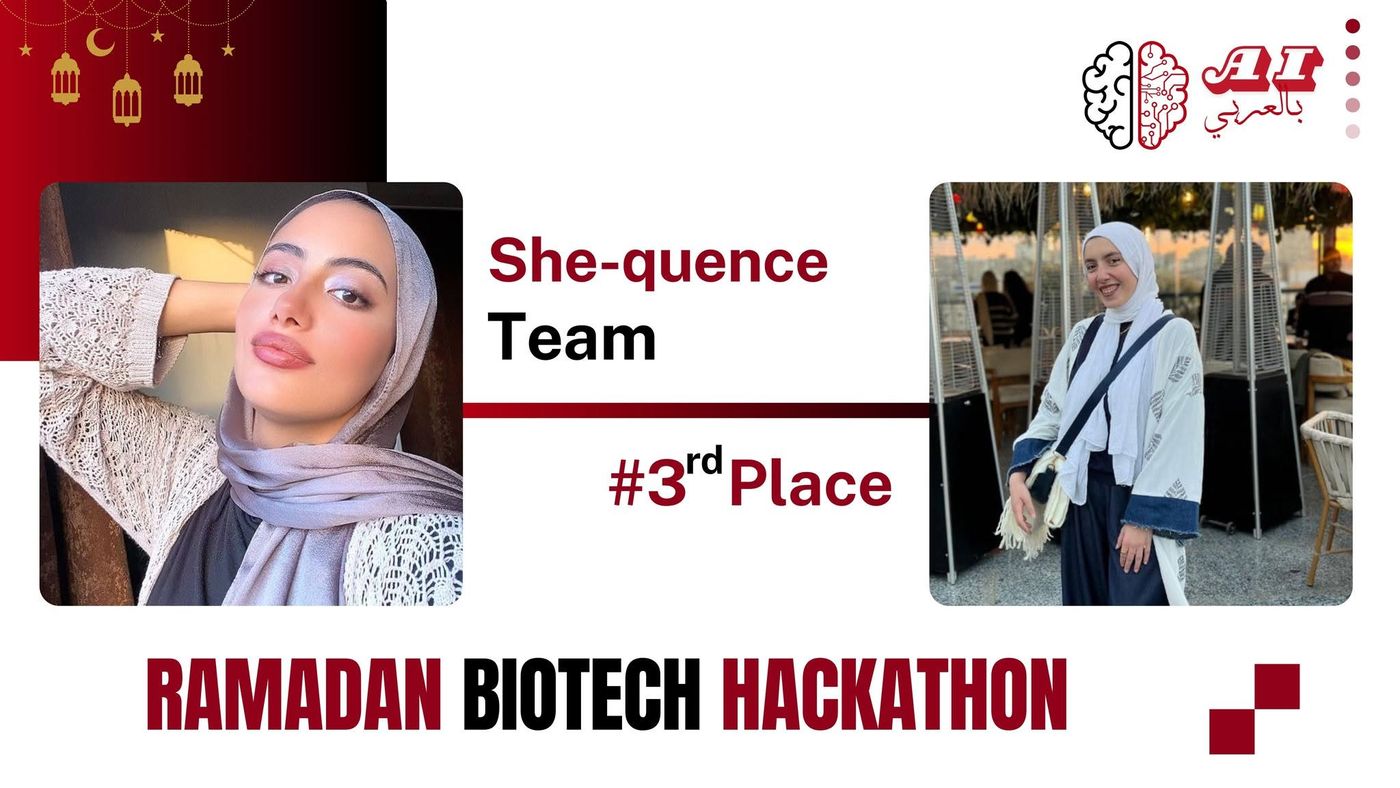 AI
بالعربي
She-quence
Team
#3rd Place
RAMADAN BIOTECH HACKATHON